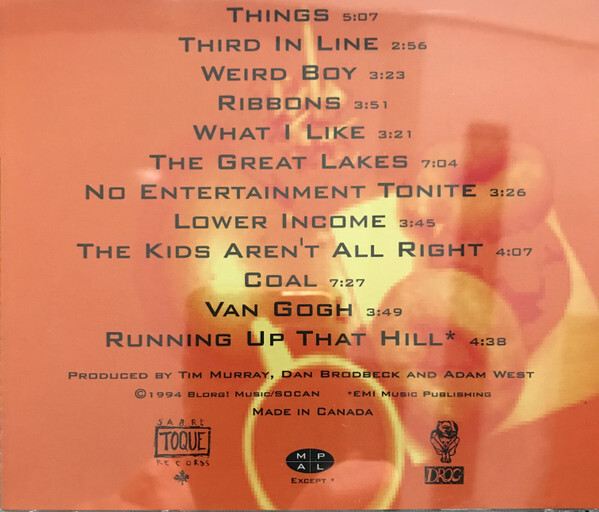 THINGS 5:07
THIRD IN LINE 2:56
WEIRD BOY 3:23
RIBBONS 3:51
WHAT I LIKE 3:21
THE GREAT LAKES 7:04
NO ENTERTAINMENT TONITE 3:26
LOWER INCOME 3:45
THE KIDS AREN'T ALL RIGHT 4:07
COAL 7:27
VAN GOGH 3:49
RUNNING UP THAT HILL* 4:38
PRODUCED BY TIM MURRAY, DAN BRODBECK AND ADAM WEST
©1994 BLORG! MUSIC/SOCAN *EMI MUSIC PUBLISHING
MADE IN CANADA
SABRE
TOQUE
RECORDS
M P
A L
EXCEPT *
DROG